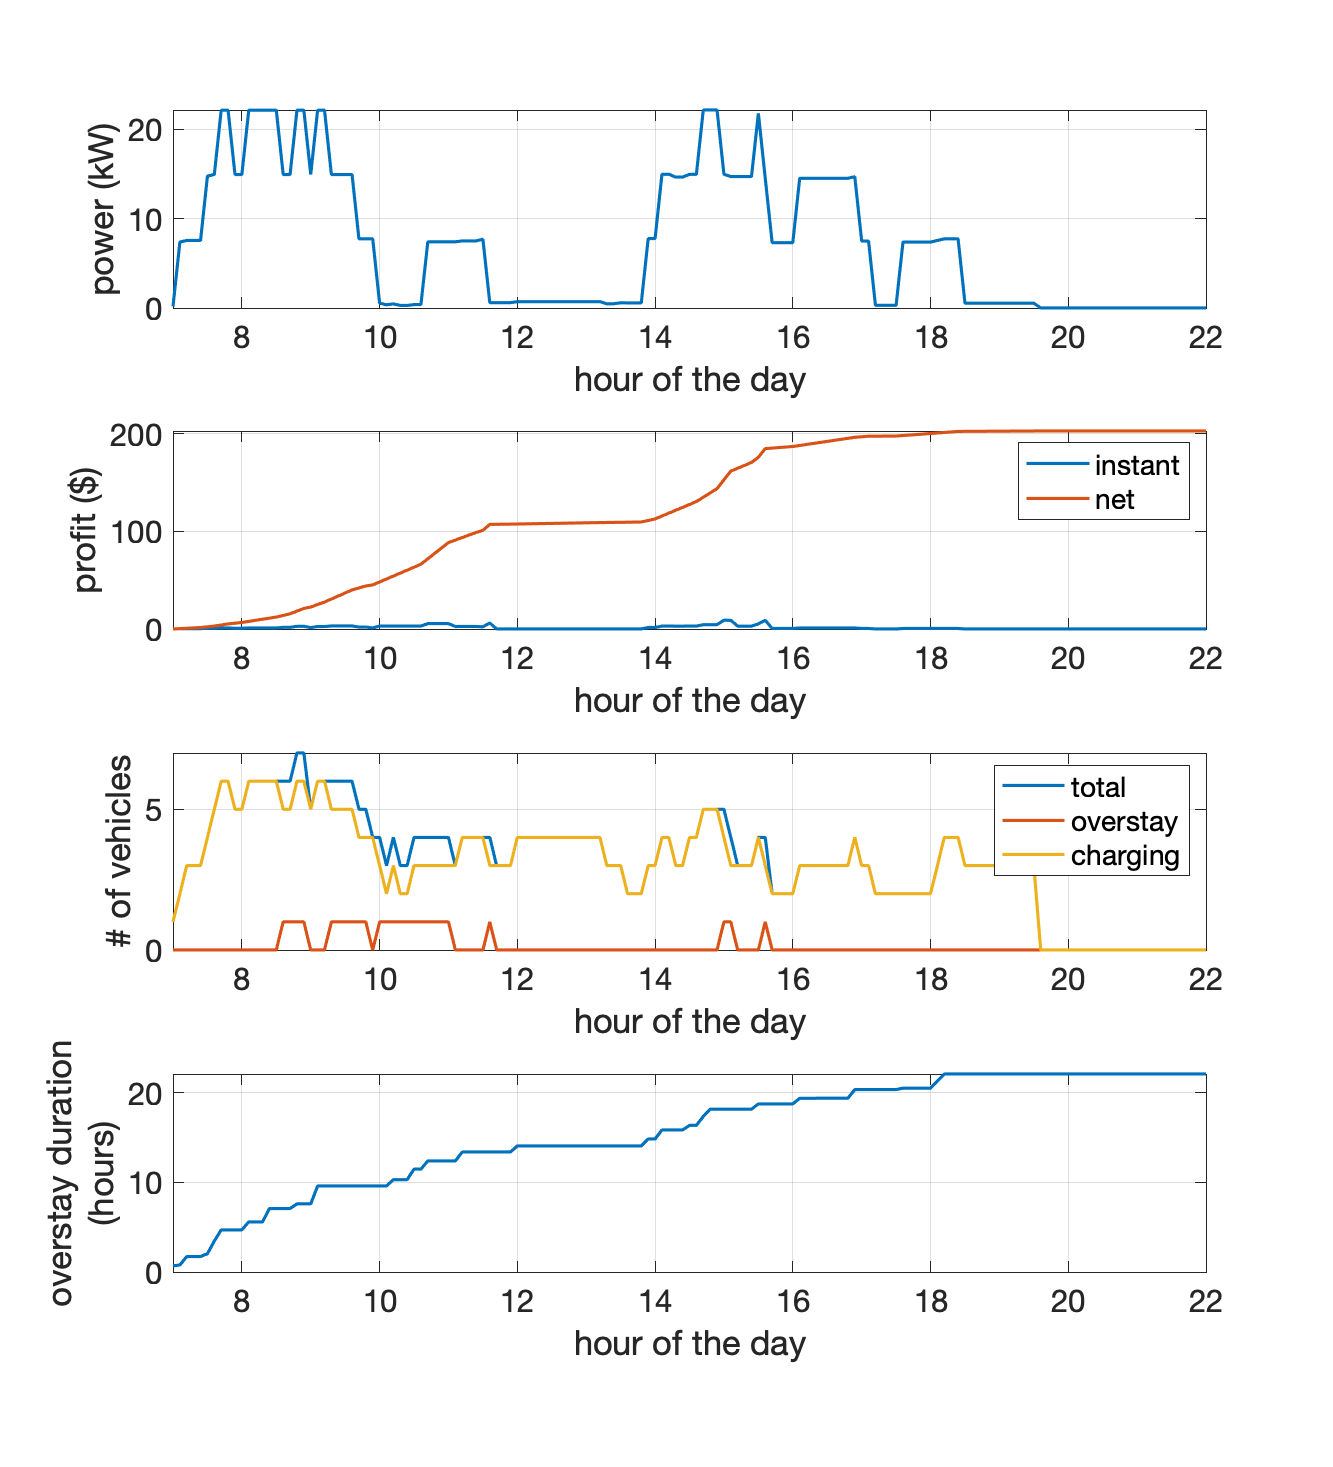 power (kW)
20
10
0
8 10 12 14 16 18 20 22
hour of the day
profit ($)
200
100
0
instant
net
8 10 12 14 16 18 20 22
hour of the day
# of vehicles
5
0
total
overstay
charging
8 10 12 14 16 18 20 22
hour of the day
overstay duration
(hours)
20
10
0
8 10 12 14 16 18 20 22
hour of the day